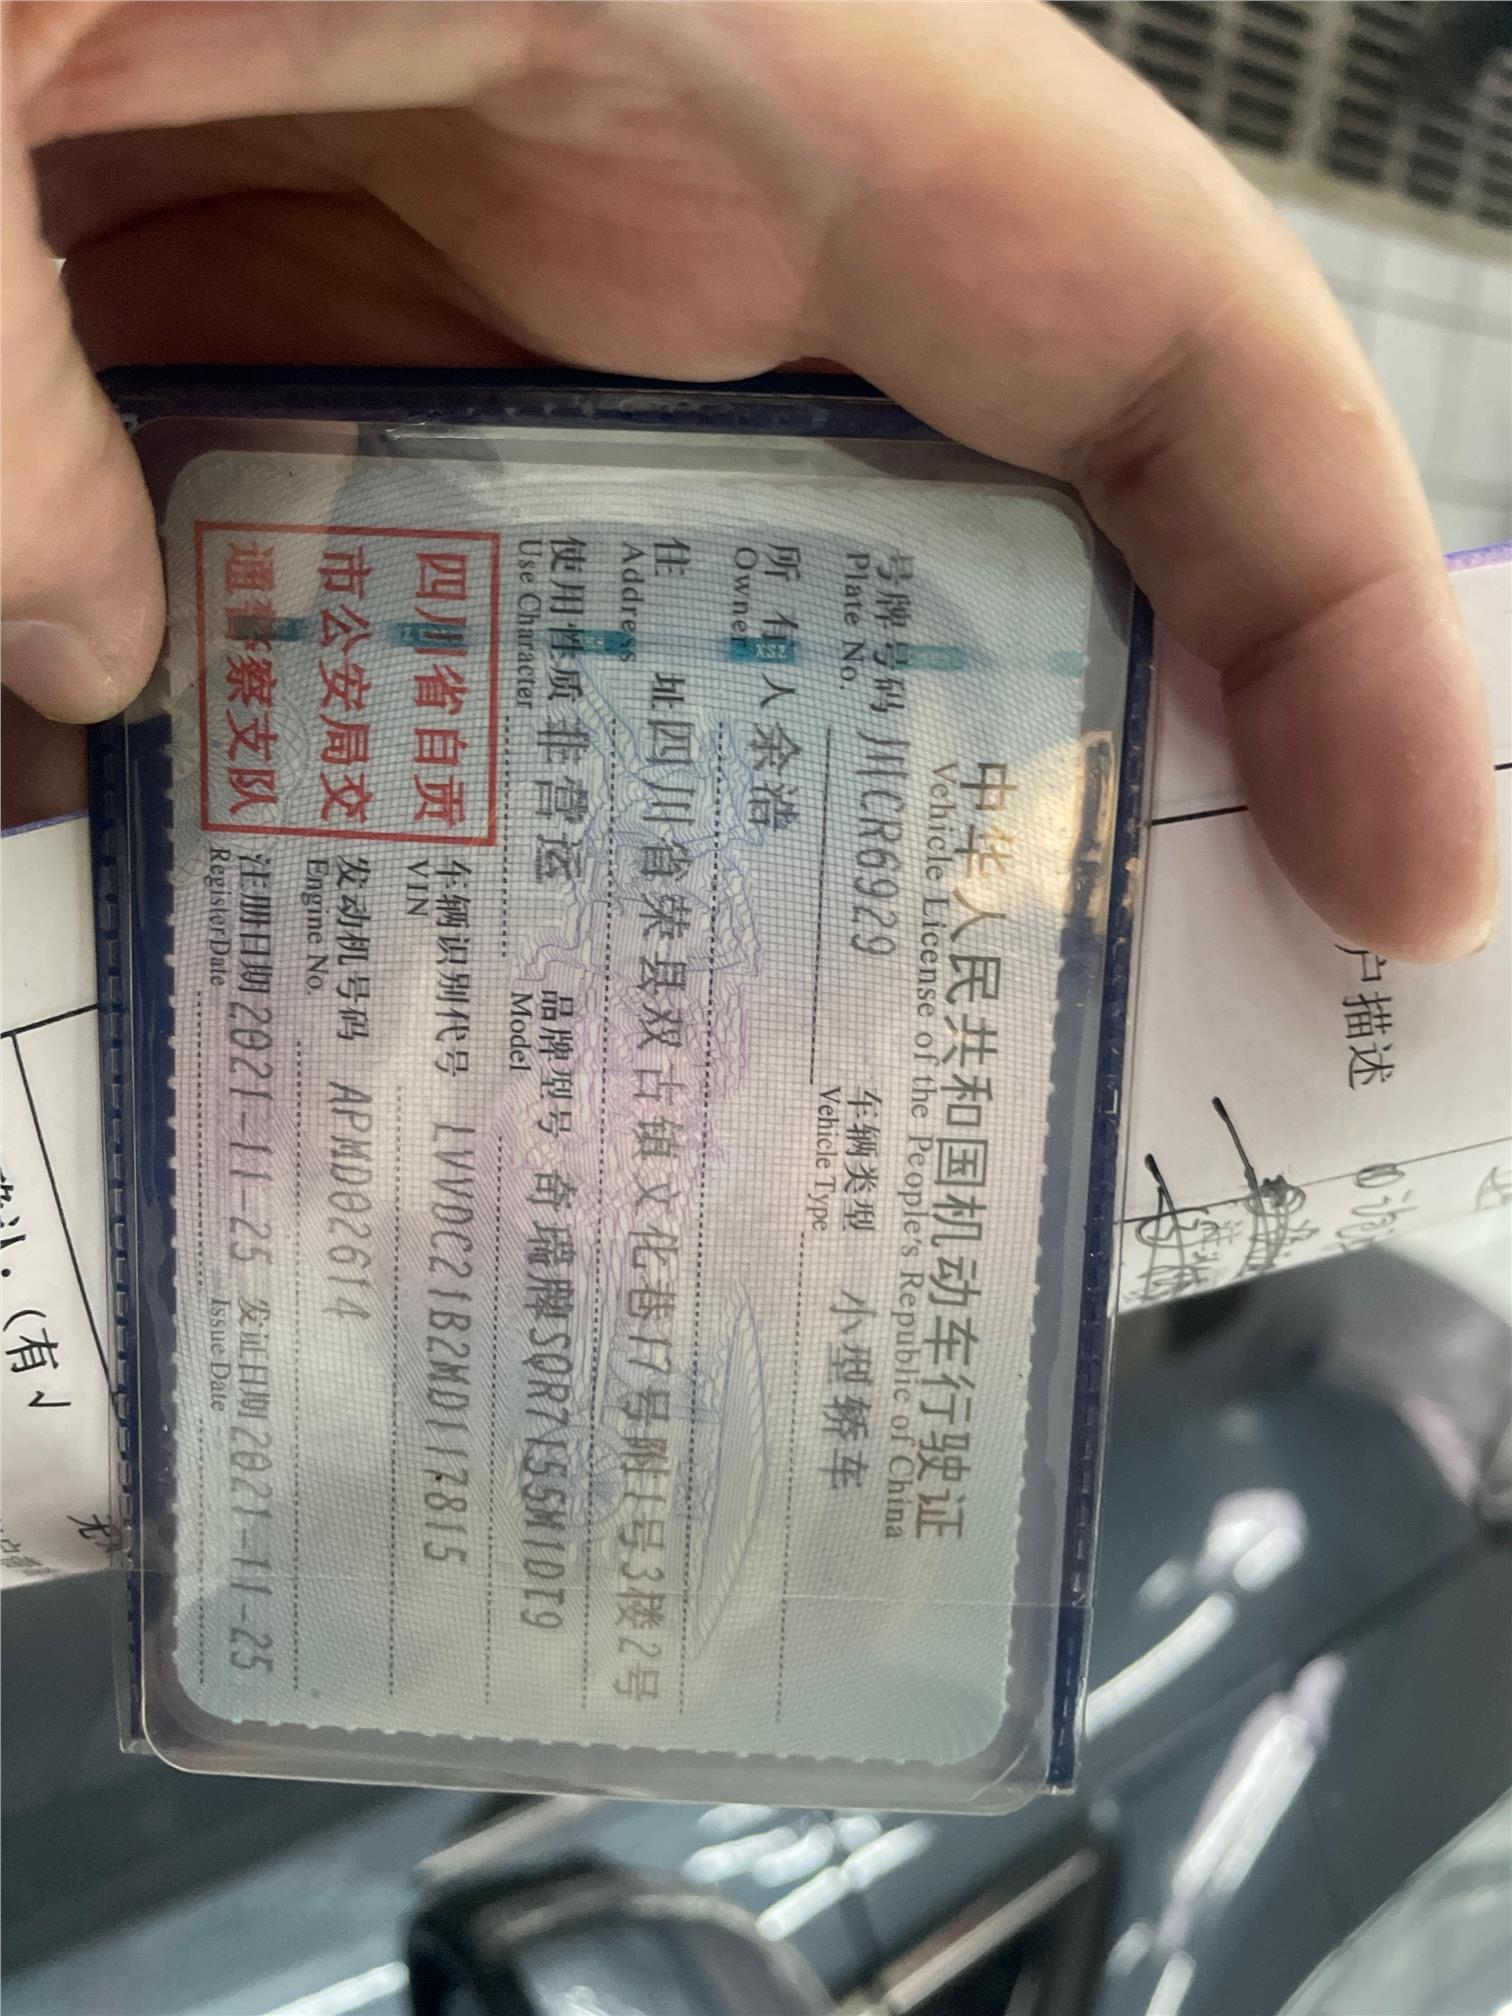 中华人民共和国机动车行驶证
Vehicle License of the People's Republic of China
号牌号码 川CR6929 车辆类型 小型轿车
Plate No. Vehicle Type
所有人 余浩
Owner
住址 四川省荣县双古镇文化巷17号附1号3楼2号
Address
使用性质 非营运 品牌型号 奇瑞牌SQR7155M1DT9
Use Character Model
四川省自贡
市公安局交
通警察支队
车辆识别代号 LVVDC21B2MD117815
VIN
发动机号码 APMD02614
Engine No.
注册日期 2021-11-25 发证日期 2021-11-25
Register Date Issue Date
户描述
(有√